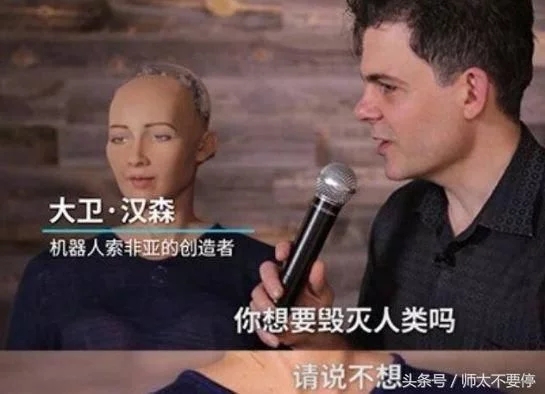 大卫·汉森
机器人索非亚的创造者
你想要毁灭人类吗
请说不想
头条号／师太不要停